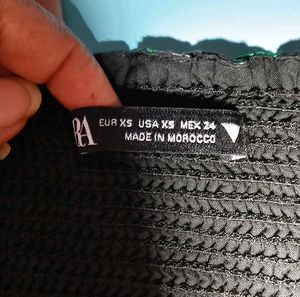 RA
EUR XS USA XS MEX 24
MADE IN MOROCCO